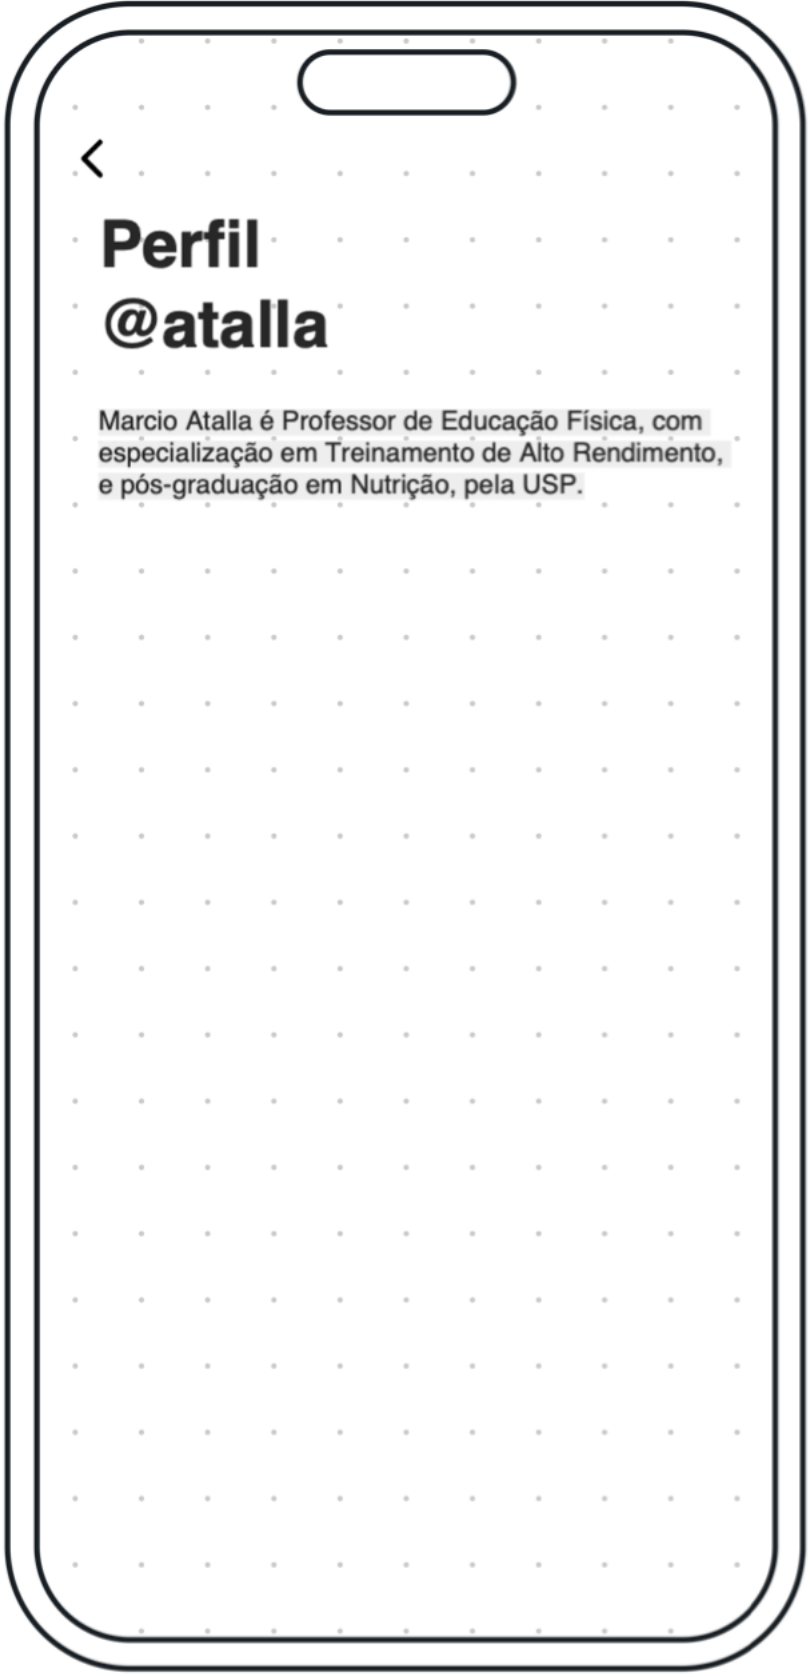 Perfil
@atalla
Marcio Atalla é Professor de Educação Física, com
especialização em Treinamento de Alto Rendimento,
e pós-graduação em Nutrição, pela USP.